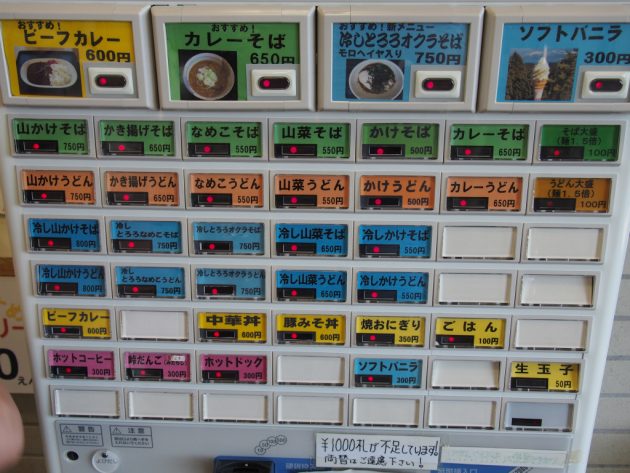 おすすめ!
ビーフカレー
600円
おすすめ!
カレーそば
650円
おすすめ!新メニュー
冷しとろろオクラそば
モロヘイヤ入り
750円
ソフトバニラ
300円
山かけそば
750円
かき揚げそば
650円
なめこそば
550円
山菜そば
550円
かけそば
500円
カレーそば
650円
そば大盛
(麺1.5倍)
100円
山かけうどん
750円
かき揚げうどん
650円
なめこうどん
550円
山菜うどん
550円
かけうどん
500円
カレーうどん
650円
うどん大盛
(麺1.5倍)
100円
冷し山かけそば
800円
冷し
とろろなめこそば
750円
冷し
とろろオクラそば
750円
冷し山菜そば
650円
冷しかけそば
550円
冷し山かけうどん
800円
冷し
とろろなめこうどん
750円
冷し
とろろオクラうどん
750円
冷し山菜うどん
650円
冷しかけうどん
550円
ビーフカレー
600円
中華丼
600円
豚みそ丼
600円
焼おにぎり
350円
ごはん
100円
ホットコーヒー
300円
峠だんご
300円
ホットドッグ
300円
ソフトバニラ
300円
生玉子
50円
警告
注意
¥1000札が不足しています。
両替はご遠慮下さい!